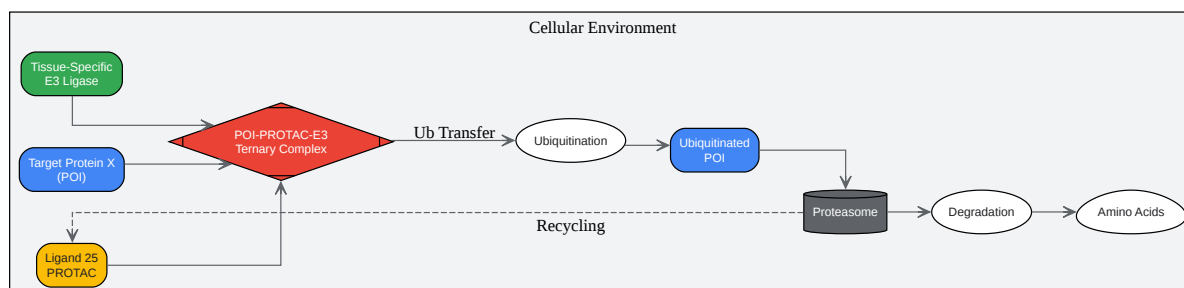 Cellular Environment
Tissue-Specific
E3 Ligase
POI-PROTAC-E3
Ternary Complex
Ub Transfer
Ubiquitination
Ubiquitinated
POI
Target Protein X
(POI)
Proteasome
Degradation
Amino Acids
Recycling
Ligand 25
PROTAC